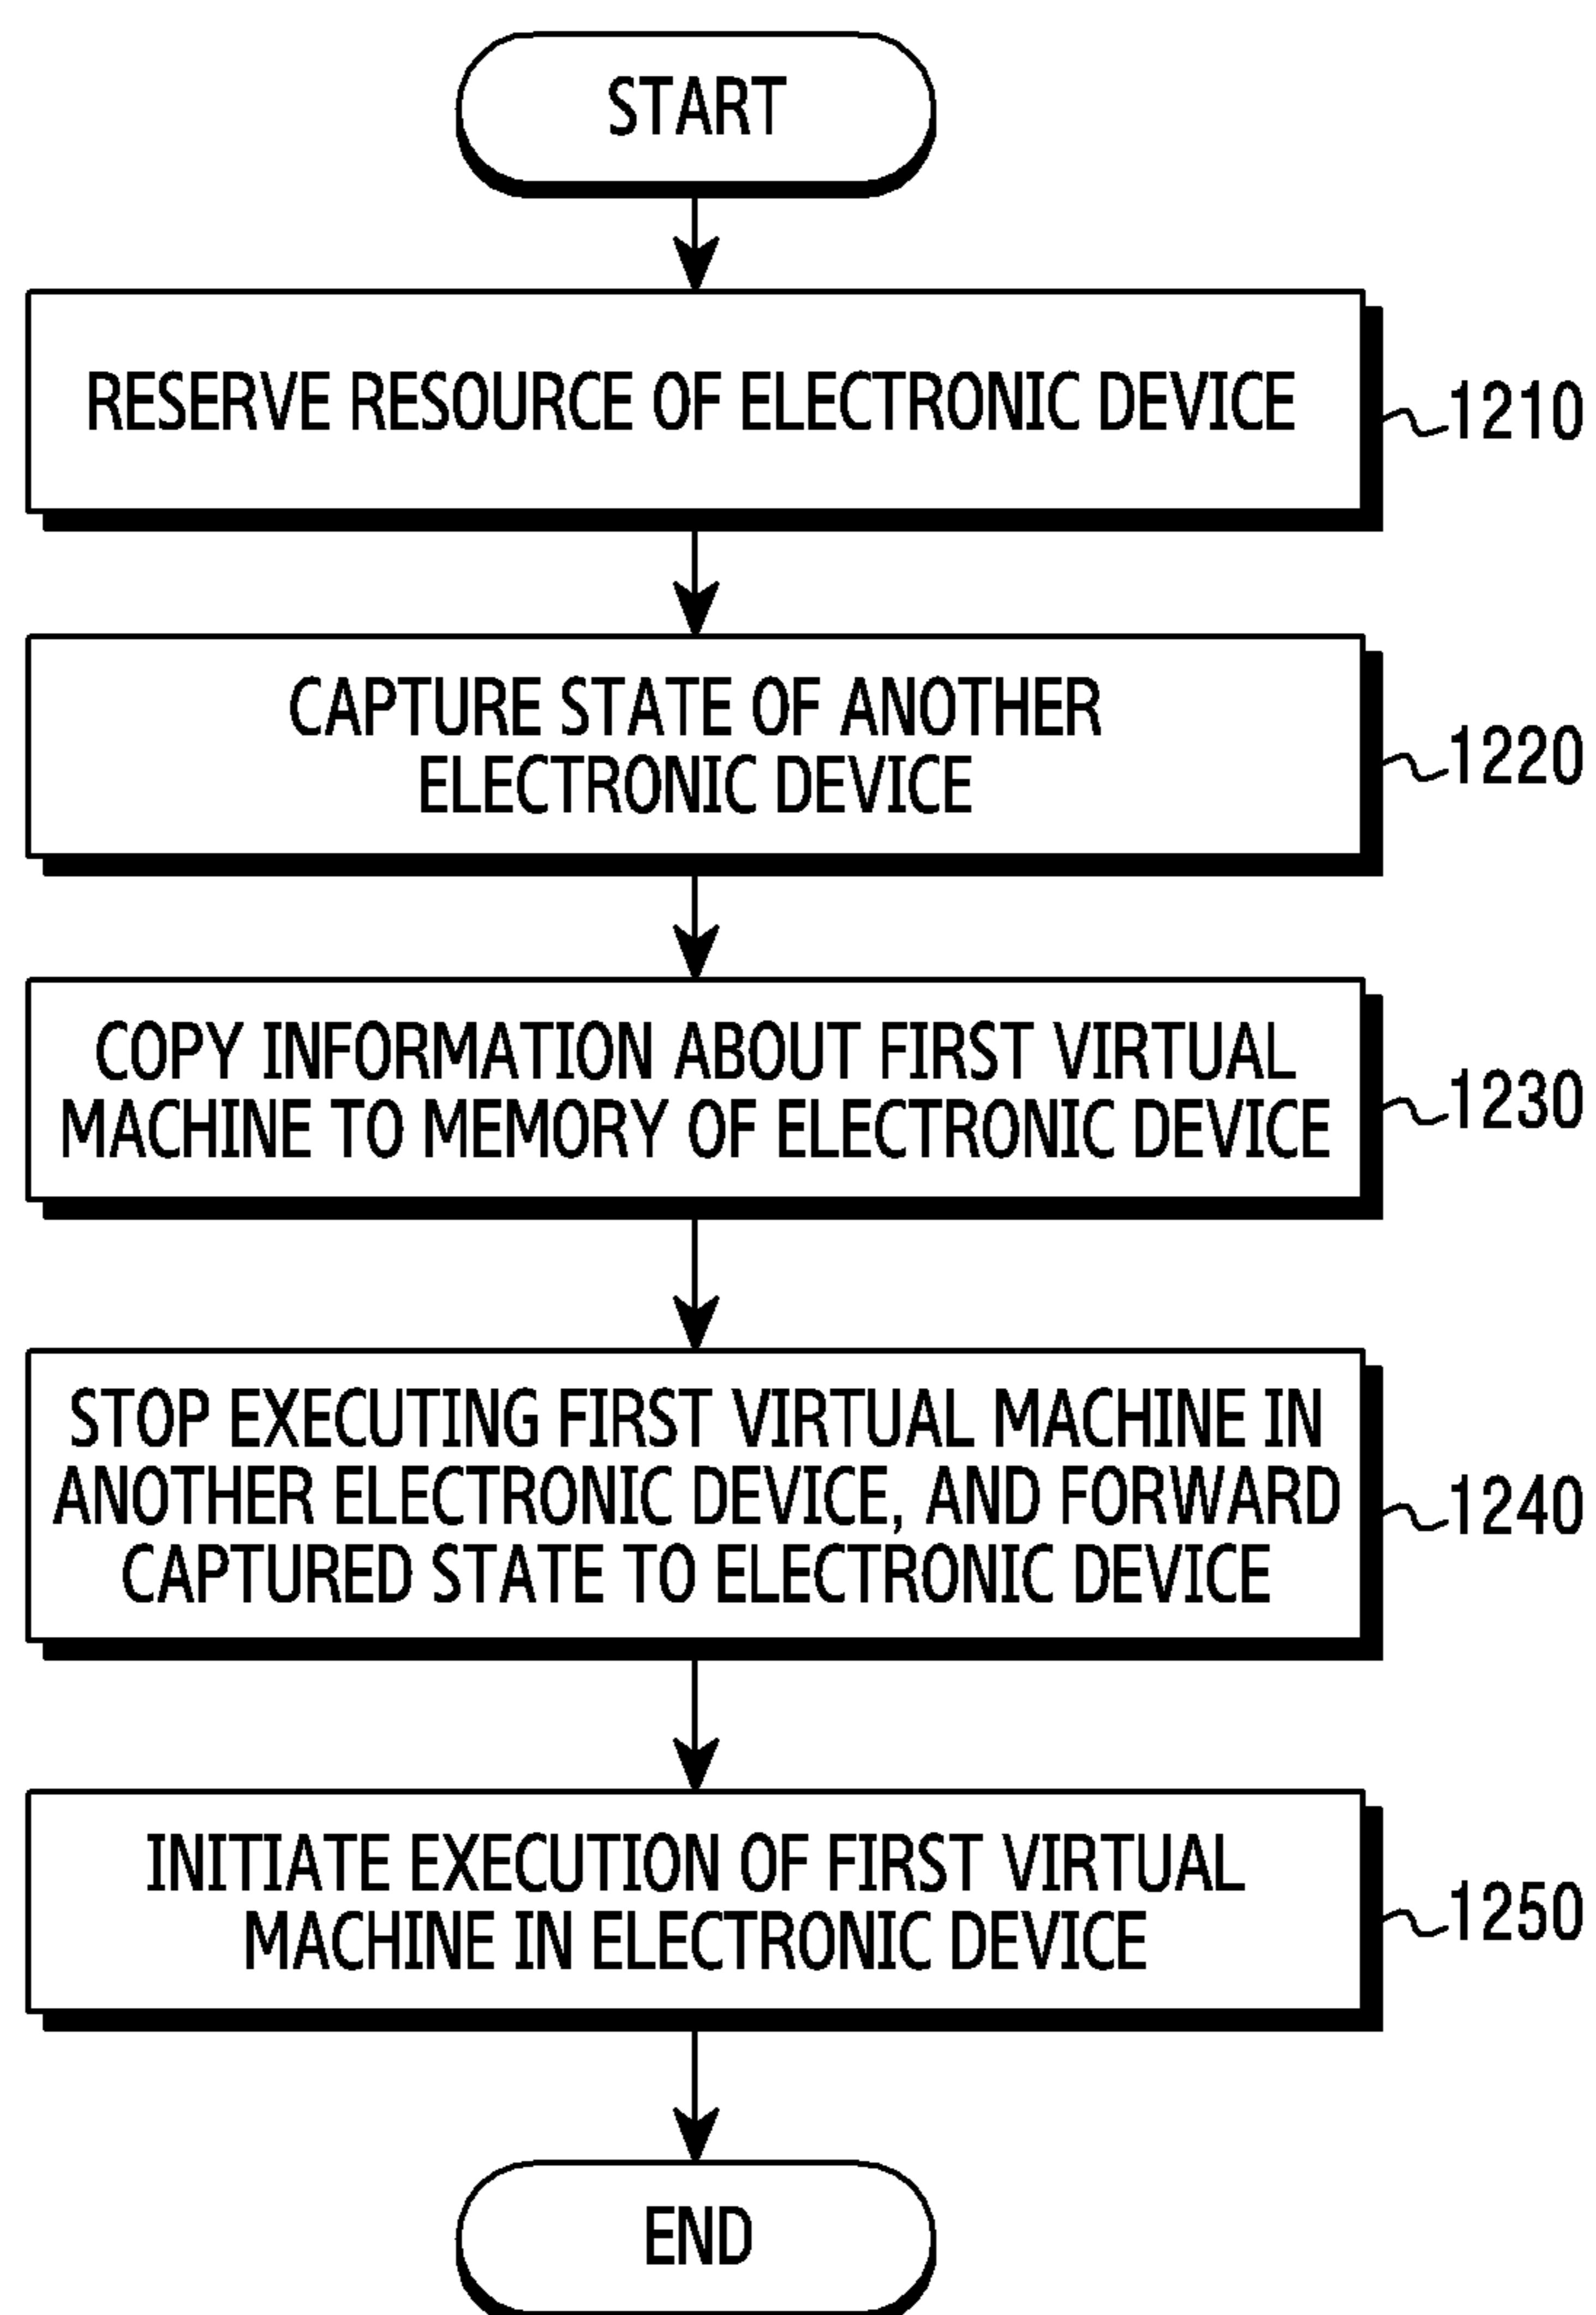 START
RESERVE RESOURCE OF ELECTRONIC DEVICE
1210
CAPTURE STATE OF ANOTHER
ELECTRONIC DEVICE
1220
COPY INFORMATION ABOUT FIRST VIRTUAL
MACHINE TO MEMORY OF ELECTRONIC DEVICE
1230
STOP EXECUTING FIRST VIRTUAL MACHINE IN
ANOTHER ELECTRONIC DEVICE, AND FORWARD
CAPTURED STATE TO ELECTRONIC DEVICE
1240
INITIATE EXECUTION OF FIRST VIRTUAL
MACHINE IN ELECTRONIC DEVICE
1250
END